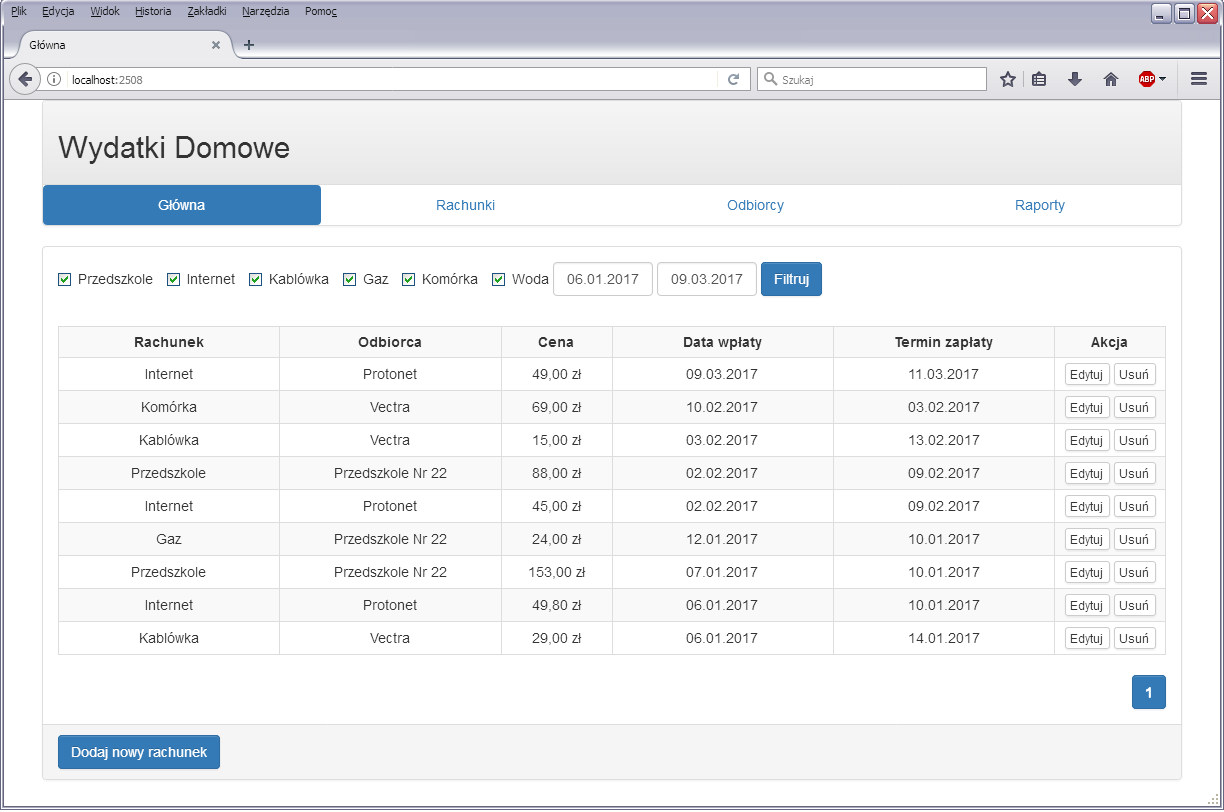 Plik Edycja Widok Historia Zakładki Narzędzia Pomoc
Główna
localhost:2508 Szukaj ABP
Wydatki Domowe
Główna Rachunki Odbiorcy Raporty
Przedszkole Internet Kablówka Gaz Komórka Woda 06.01.2017 09.03.2017 Filtruj
Rachunek Odbiorca Cena Data wpłaty Termin zapłaty Akcja
Internet Protonet 49,00 zł 09.03.2017 11.03.2017 Edytuj Usuń
Komórka Vectra 69,00 zł 10.02.2017 03.02.2017 Edytuj Usuń
Kablówka Vectra 15,00 zł 03.02.2017 13.02.2017 Edytuj Usuń
Przedszkole Przedszkole Nr 22 88,00 zł 02.02.2017 09.02.2017 Edytuj Usuń
Internet Protonet 45,00 zł 02.02.2017 09.02.2017 Edytuj Usuń
Gaz Przedszkole Nr 22 24,00 zł 12.01.2017 10.01.2017 Edytuj Usuń
Przedszkole Przedszkole Nr 22 153,00 zł 07.01.2017 10.01.2017 Edytuj Usuń
Internet Protonet 49,80 zł 06.01.2017 10.01.2017 Edytuj Usuń
Kablówka Vectra 29,00 zł 06.01.2017 14.01.2017 Edytuj Usuń
1
Dodaj nowy rachunek